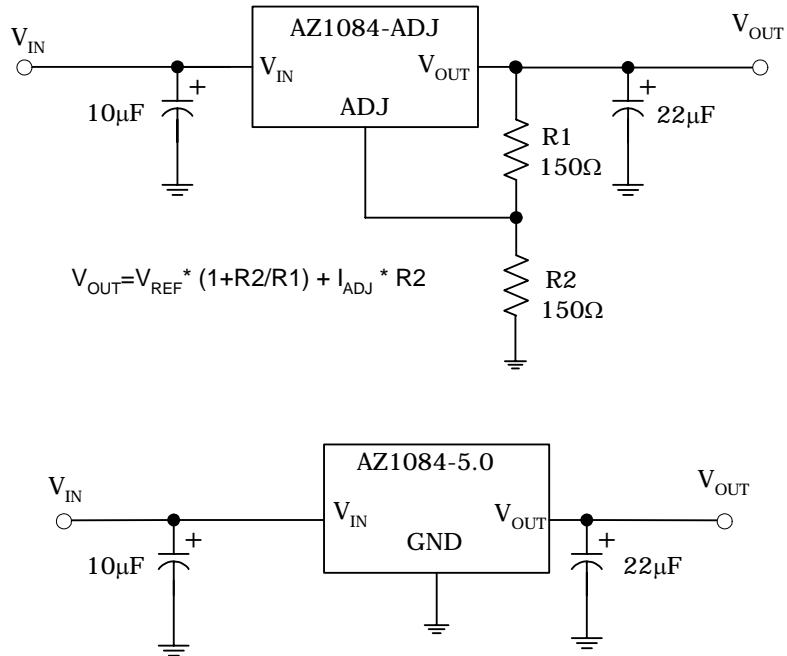 AZ1084-ADJ
V_IN
V_OUT
V_IN
V_OUT
+
+
10μF
ADJ
22μF
R1
150Ω
V_OUT=V_REF* (1+R2/R1) + I_ADJ * R2
R2
150Ω
AZ1084-5.0
V_IN
V_OUT
V_IN
V_OUT
+
+
10μF
GND
22μF